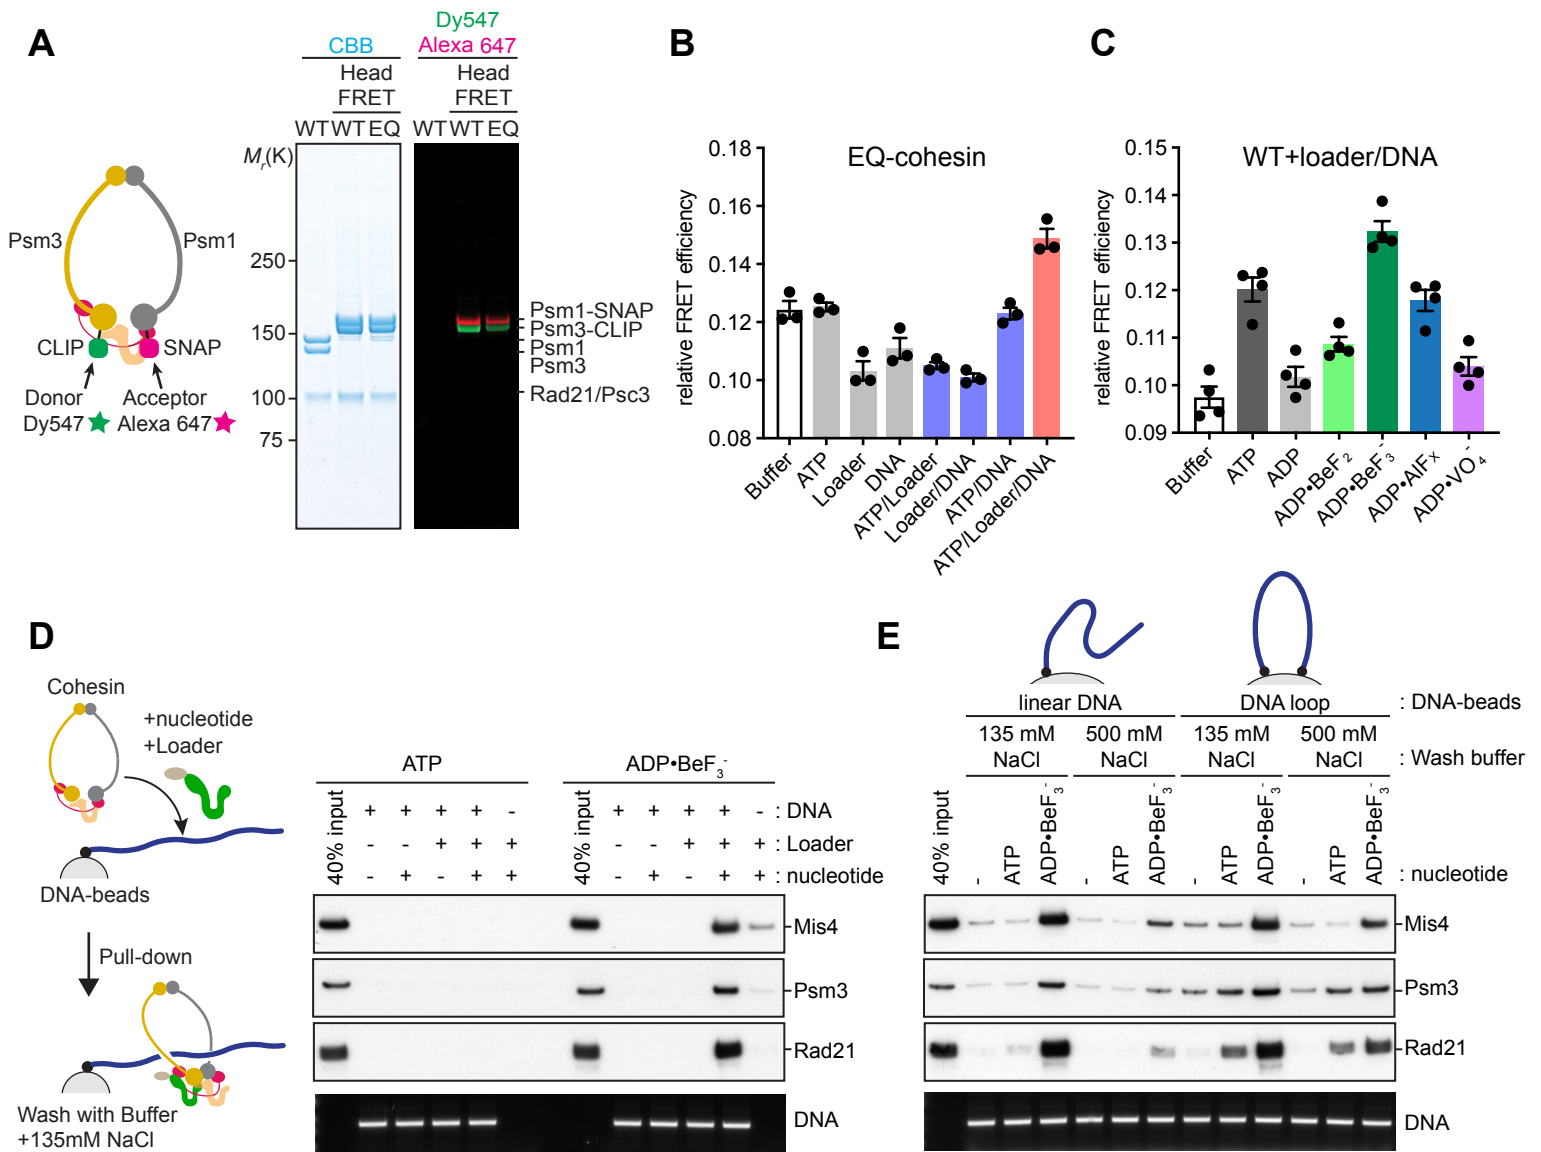 A
CBB
Dy547
Alexa 647
Head
FRET
Head
FRET
WT WT EQ
WT WT EQ
Mr(K)
250
150
100
75
Psm3
Psm1
CLIP
SNAP
Donor
Dy547
Acceptor
Alexa 647
Psm1-SNAP
Psm3-CLIP
Psm1
Psm3
Rad21/Psc3
B
EQ-cohesin
relative FRET efficiency
0.18
0.16
0.14
0.12
0.10
0.08
Buffer
ATP
Loader
DNA
ATP/Loader
Loader/DNA
ATP/DNA
ATP/Loader/DNA
C
WT+loader/DNA
relative FRET efficiency
0.15
0.14
0.13
0.12
0.11
0.10
0.09
Buffer
ATP
ADP
ADP•BeF2
ADP•BeF3-
ADP•AlFX
ADP•VO4-
D
Cohesin
+nucleotide
+Loader
DNA-beads
Pull-down
Wash with Buffer
+135mM NaCl
ATP
ADP•BeF3-
40% input
+ + + + -
40% input
+ + + + - : DNA
- - + + +
- - + + + : Loader
- + - + +
- + - + + : nucleotide
Mis4
Psm3
Rad21
DNA
E
linear DNA
DNA loop
: DNA-beads
135 mM
NaCl
500 mM
NaCl
135 mM
NaCl
500 mM
NaCl
: Wash buffer
40% input
- ATP ADP•BeF3-
- ATP ADP•BeF3-
- ATP ADP•BeF3-
- ATP ADP•BeF3-
: nucleotide
Mis4
Psm3
Rad21
DNA